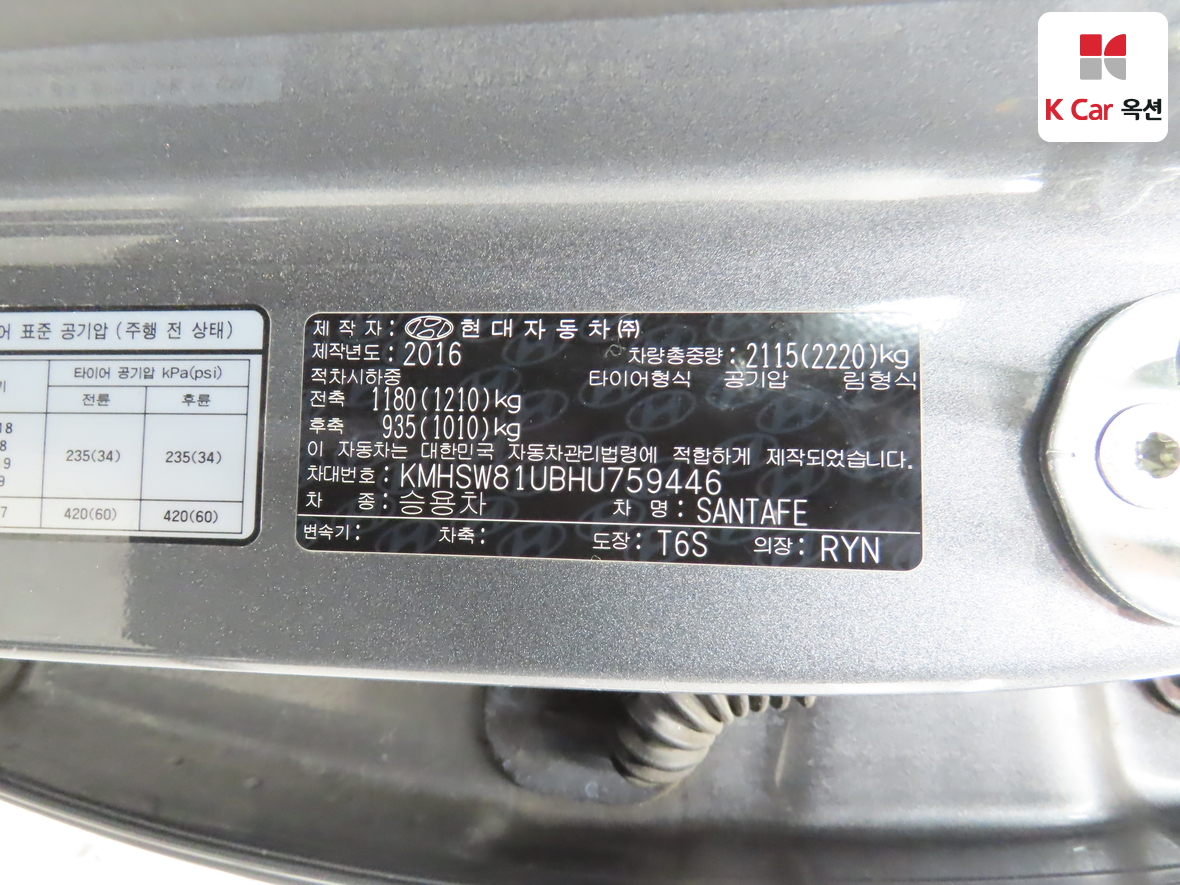 K Car 옥션
어 표준 공기압 (주행 전 상태)
타이어 공기압 kPa(psi)
전륜 후륜
18
8
19
9
235(34) 235(34)
7 420(60) 420(60)
제 작 자 : 현 대 자 동 차 ㈜
제작년도 : 2016 차량총중량 : 2115(2220)kg
적차시하중 타이어형식 공기압 림형식
전축 1180(1210)kg
후축 935(1010)kg
이 자동차는 대한민국 자동차관리법령에 적합하게 제작되었습니다.
차대번호 : KMHSW81UBHU759446
차 종 : 승용차 차 명 : SANTAFE
변속기 : 차축 : 도장 : T6S 의장 : RYN